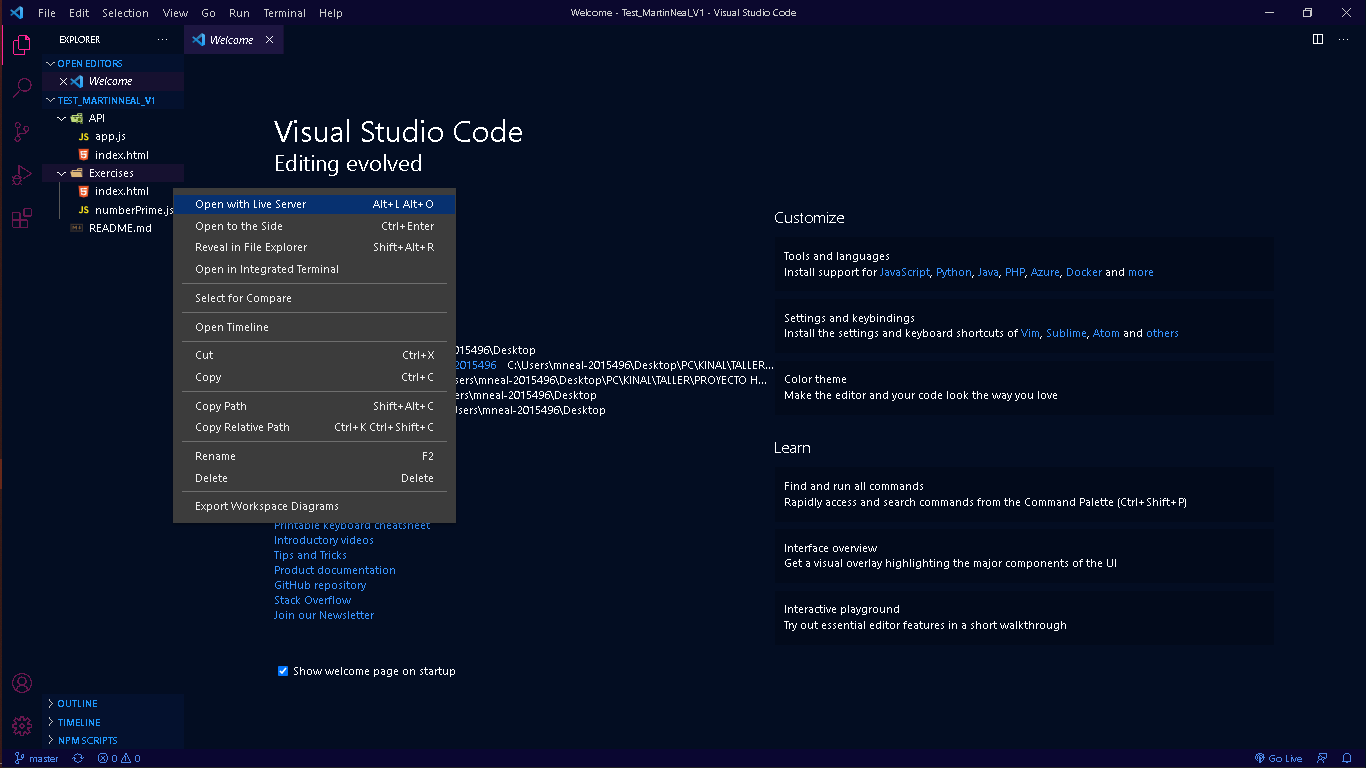 File Edit Selection View Go Run Terminal Help
Welcome - Test_MartinNeal_V1 - Visual Studio Code
EXPLORER
Welcome
OPEN EDITORS
Welcome
TEST_MARTINNEAL_V1
API
JS app.js
index.html
Exercises
index.html
JS numberPrime.js
README.md
Visual Studio Code
Editing evolved
Open with Live Server Alt+L Alt+O
Open to the Side Ctrl+Enter
Reveal in File Explorer Shift+Alt+R
Open in Integrated Terminal
Select for Compare
Open Timeline
Cut Ctrl+X
Copy Ctrl+C
Copy Path Shift+Alt+C
Copy Relative Path Ctrl+K Ctrl+Shift+C
Rename F2
Delete Delete
Export Workspace Diagrams
2015496\Desktop
2015496 C:\Users\mneal-2015496\Desktop\PC\KINAL\TALLER...
sers\mneal-2015496\Desktop\PC\KINAL\TALLER\PROYECTO H...
ers\mneal-2015496\Desktop
Users\mneal-2015496\Desktop
Printable keyboard cheatsheet
Introductory videos
Tips and Tricks
Product documentation
GitHub repository
Stack Overflow
Join our Newsletter
Show welcome page on startup
Customize
Tools and languages
Install support for JavaScript, Python, Java, PHP, Azure, Docker and more
Settings and keybindings
Install the settings and keyboard shortcuts of Vim, Sublime, Atom and others
Color theme
Make the editor and your code look the way you love
Learn
Find and run all commands
Rapidly access and search commands from the Command Palette (Ctrl+Shift+P)
Interface overview
Get a visual overlay highlighting the major components of the UI
Interactive playground
Try out essential editor features in a short walkthrough
OUTLINE
TIMELINE
NPM SCRIPTS
master 0 0 Go Live